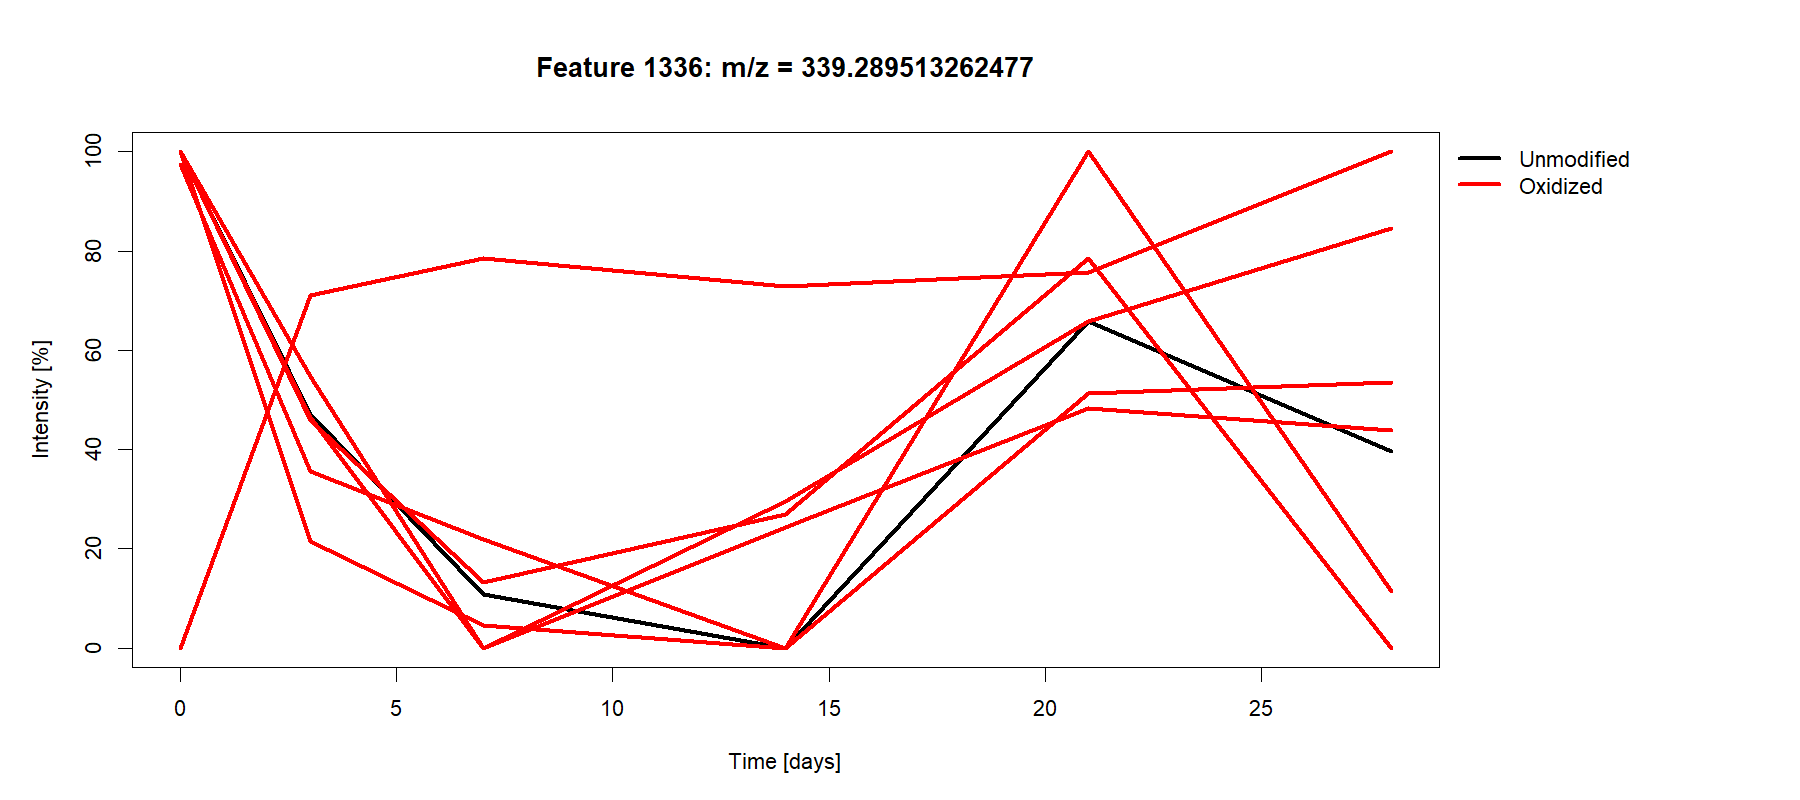 Feature 1336: m/z = 339.289513262477
Unmodified
Oxidized
Intensity [%]
100
80
60
40
20
0
0 5 10 15 20 25
Time [days]